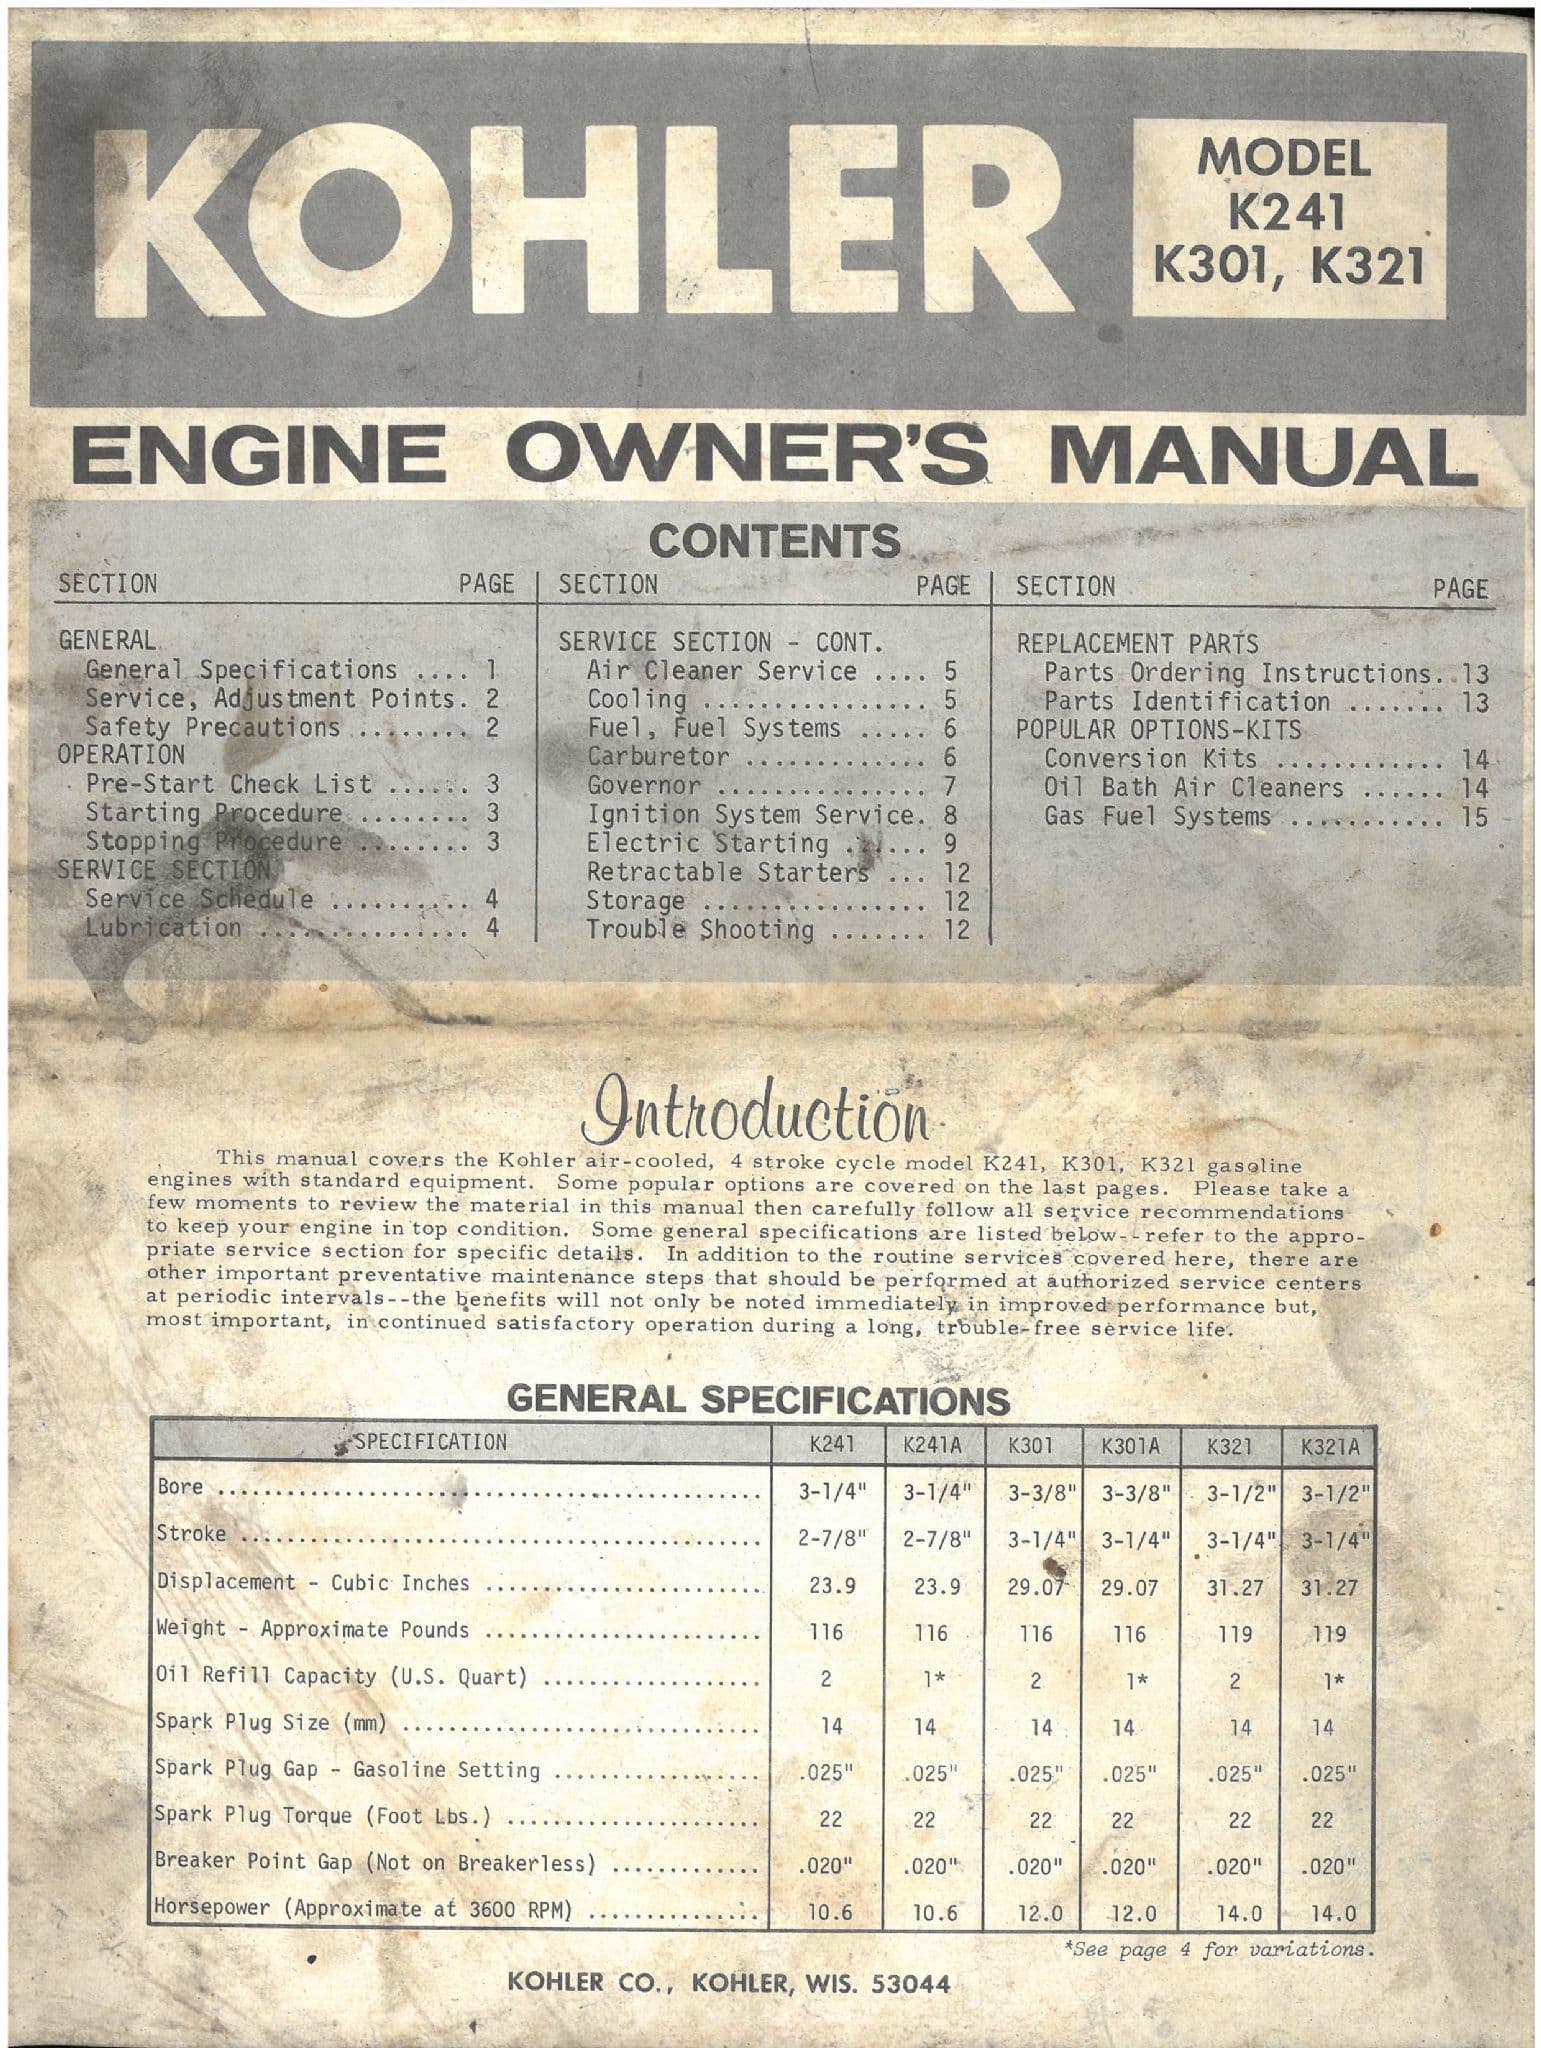 KOHLER
MODEL
K241
K301, K321
ENGINE OWNER'S MANUAL
CONTENTS
SECTION PAGE
GENERAL
General Specifications .... 1
Service, Adjustment Points. 2
Safety Precautions ........ 2
OPERATION
Pre-Start Check List ...... 3
Starting Procedure ........ 3
Stopping Procedure ........ 3
SERVICE SECTION
Service Schedule .......... 4
Lubrication ............... 4
SECTION PAGE
SERVICE SECTION - CONT.
Air Cleaner Service .... 5
Cooling ................ 5
Fuel, Fuel Systems ..... 6
Carburetor ............. 6
Governor ............... 7
Ignition System Service. 8
Electric Starting ...... 9
Retractable Starters ... 12
Storage ................ 12
Trouble Shooting ....... 12
SECTION PAGE
REPLACEMENT PARTS
Parts Ordering Instructions.. 13
Parts Identification ....... 13
POPULAR OPTIONS-KITS
Conversion Kits ............ 14
Oil Bath Air Cleaners ...... 14
Gas Fuel Systems ........... 15
Introduction
This manual covers the Kohler air-cooled, 4 stroke cycle model K241, K301, K321 gasoline
engines with standard equipment. Some popular options are covered on the last pages. Please take a
few moments to review the material in this manual then carefully follow all service recommendations
to keep your engine in top condition. Some general specifications are listed below--refer to the appro-
priate service section for specific details. In addition to the routine services covered here, there are
other important preventative maintenance steps that should be performed at authorized service centers
at periodic intervals--the benefits will not only be noted immediately in improved performance but,
most important, in continued satisfactory operation during a long, trouble-free service life.
GENERAL SPECIFICATIONS
SPECIFICATION K241 K241A K301 K301A K321 K321A
Bore ........ 3-1/4" 3-1/4" 3-3/8" 3-3/8" 3-1/2" 3-1/2"
Stroke ........ 2-7/8" 2-7/8" 3-1/4" 3-1/4" 3-1/4" 3-1/4"
Displacement - Cubic Inches ........ 23.9 23.9 29.07 29.07 31.27 31.27
Weight - Approximate Pounds ........ 116 116 116 116 119 119
Oil Refill Capacity (U.S. Quart) ........ 2 1* 2 1* 2 1*
Spark Plug Size (mm) ........ 14 14 14 14 14 14
Spark Plug Gap - Gasoline Setting ........ .025" .025" .025" .025" .025" .025"
Spark Plug Torque (Foot Lbs.) ........ 22 22 22 22 22 22
Breaker Point Gap (Not on Breakerless) ........ .020" .020" .020" .020" .020" .020"
Horsepower (Approximate at 3600 RPM) ........ 10.6 10.6 12.0 12.0 14.0 14.0
*See page 4 for variations.
KOHLER CO., KOHLER, WIS. 53044